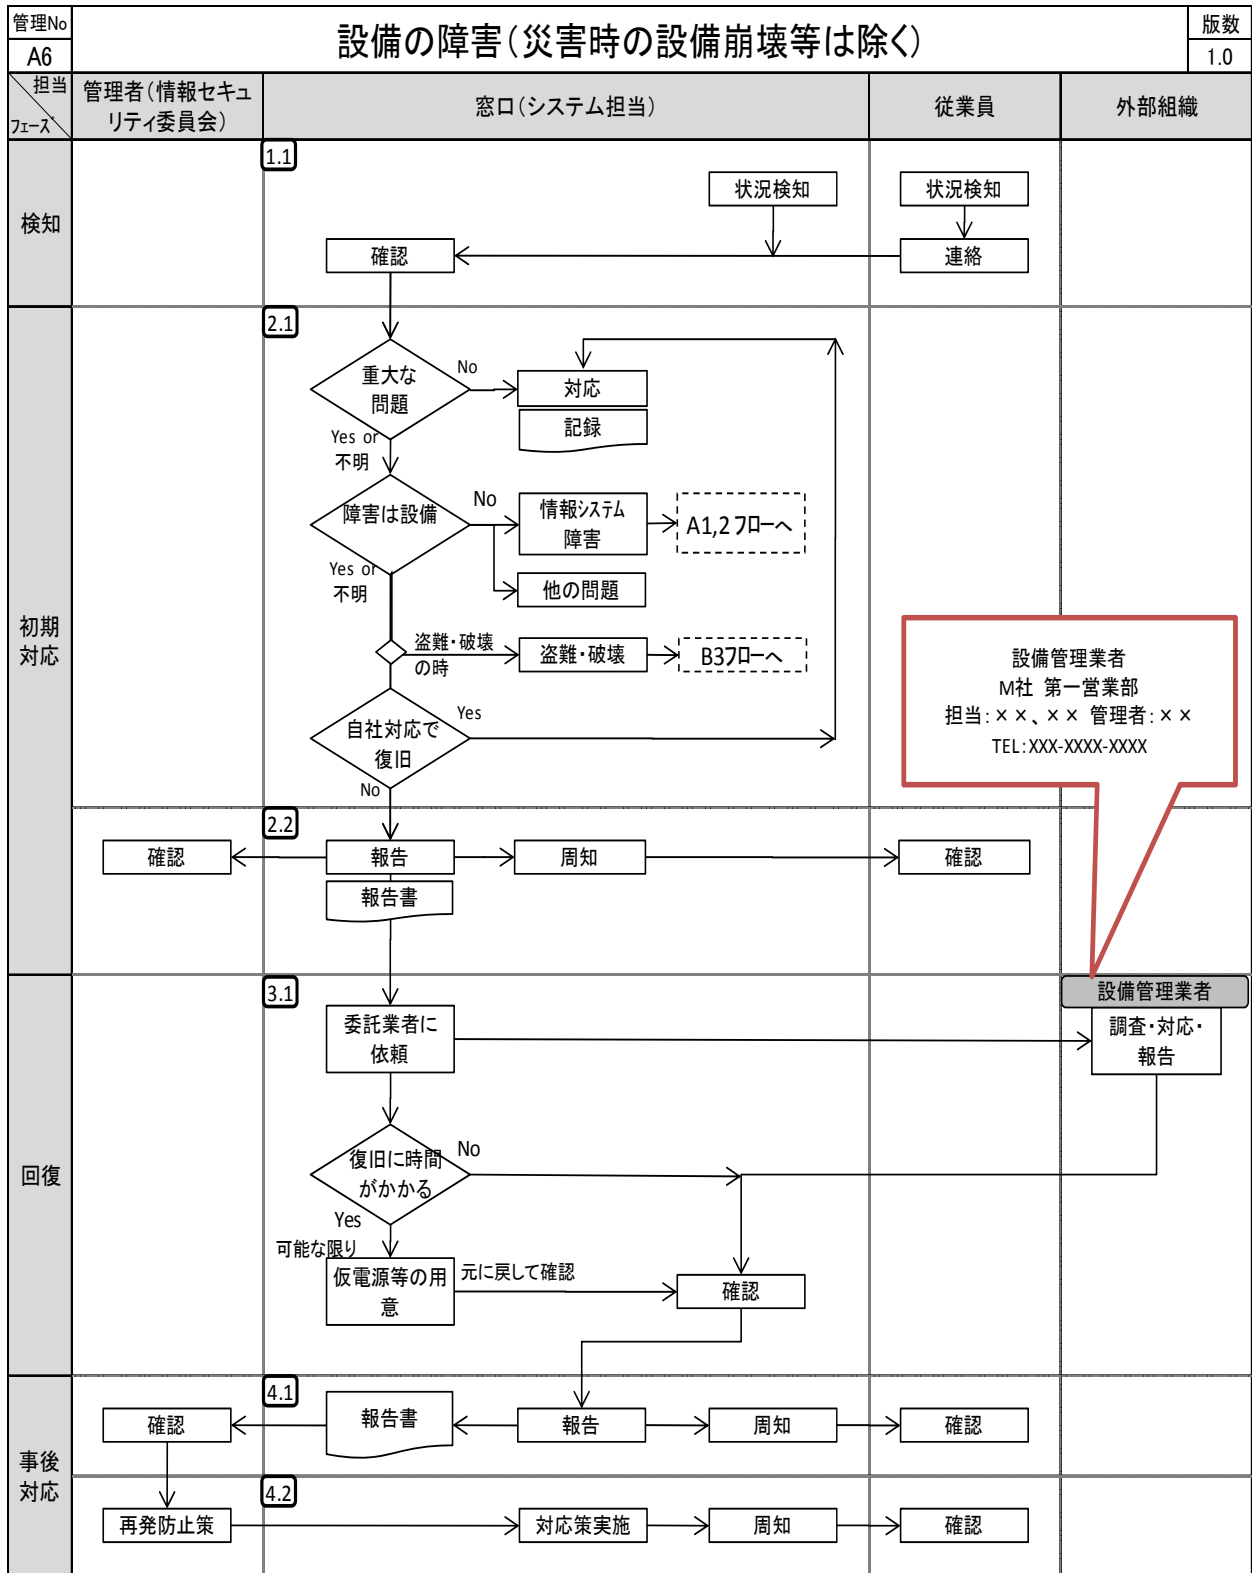 管理No
設備の障害（災害時の設備崩壊等は除く）
版数
A6
1.0
担当
フェーズ
管理者（情報セキュ
リティ委員会）
窓口（システム担当）
従業員
外部組織
検知
1.1
状況検知
状況検知
確認
連絡
初期
対応
2.1
重大な
問題
No
対応
記録
Yes or
不明
障害は設備
No
情報システム
障害
A1,2 フローへ
Yes or
不明
他の問題
盗難・破壊
の時
盗難・破壊
B3フローへ
設備管理業者
M社 第一営業部
担当：××、×× 管理者：××
TEL：XXX-XXXX-XXXX
自社対応で
復旧
Yes
No
2.2
確認
報告
周知
確認
報告書
回復
3.1
設備管理業者
委託業者に
依頼
調査・対応・
報告
復旧に時間
がかかる
No
Yes
可能な限り
仮電源等の用
意
元に戻して確認
確認
事後
対応
4.1
確認
報告書
報告
周知
確認
4.2
再発防止策
対応策実施
周知
確認